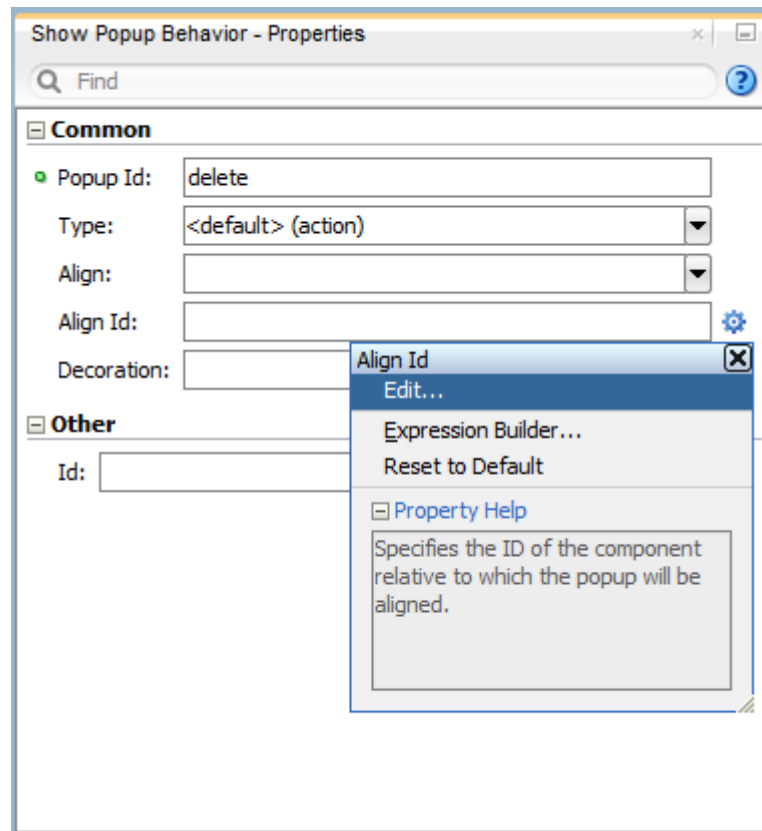 Show Popup Behavior - Properties
Find
Common
Popup Id: delete
Type: <default> (action)
Align:
Align Id:
Decoration:
Align Id
Edit...
Other
Expression Builder...
Id:
Reset to Default
Property Help
Specifies the ID of the component
relative to which the popup will be
aligned.